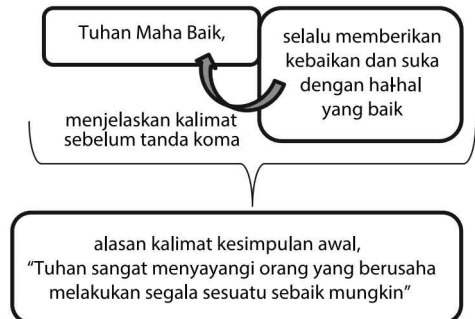 Tuhan Maha Baik,
selalu memberikan
kebaikan dan suka
dengan hal-hal
yang baik
menjelaskan kalimat
sebelum tanda koma
alasan kalimat kesimpulan awal,
“Tuhan sangat menyayangi orang yang berusaha
melakukan segala sesuatu sebaik mungkin”